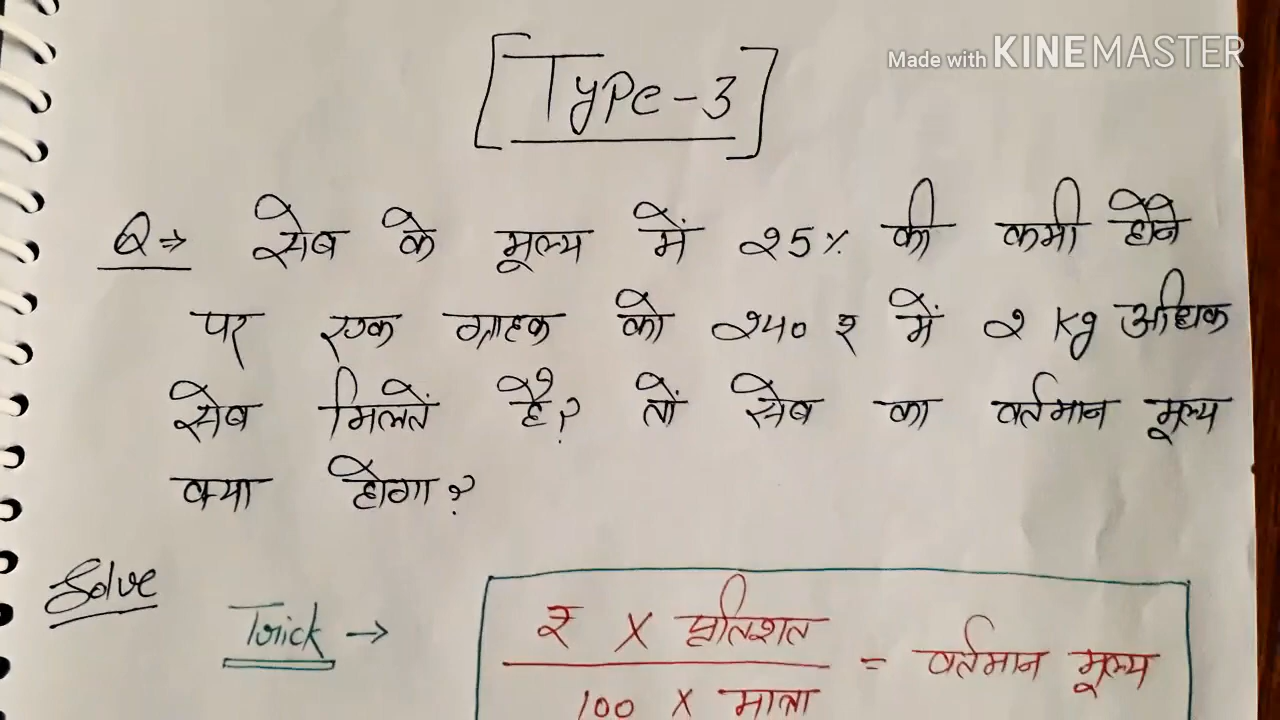 Made with KINEMASTER
[Type-3]
Q⇒ सेब के मूल्य में 25% की कमी होने
पर एक ग्राहक को 240 ₹ में 2 Kg अधिक
सेब मिलतें है? तों सेब का वर्तमान मूल्य
क्या होगा?
Solve
Trick →
₹ X प्रतिशत
= वर्तमान मूल्य
100 X मात्रा